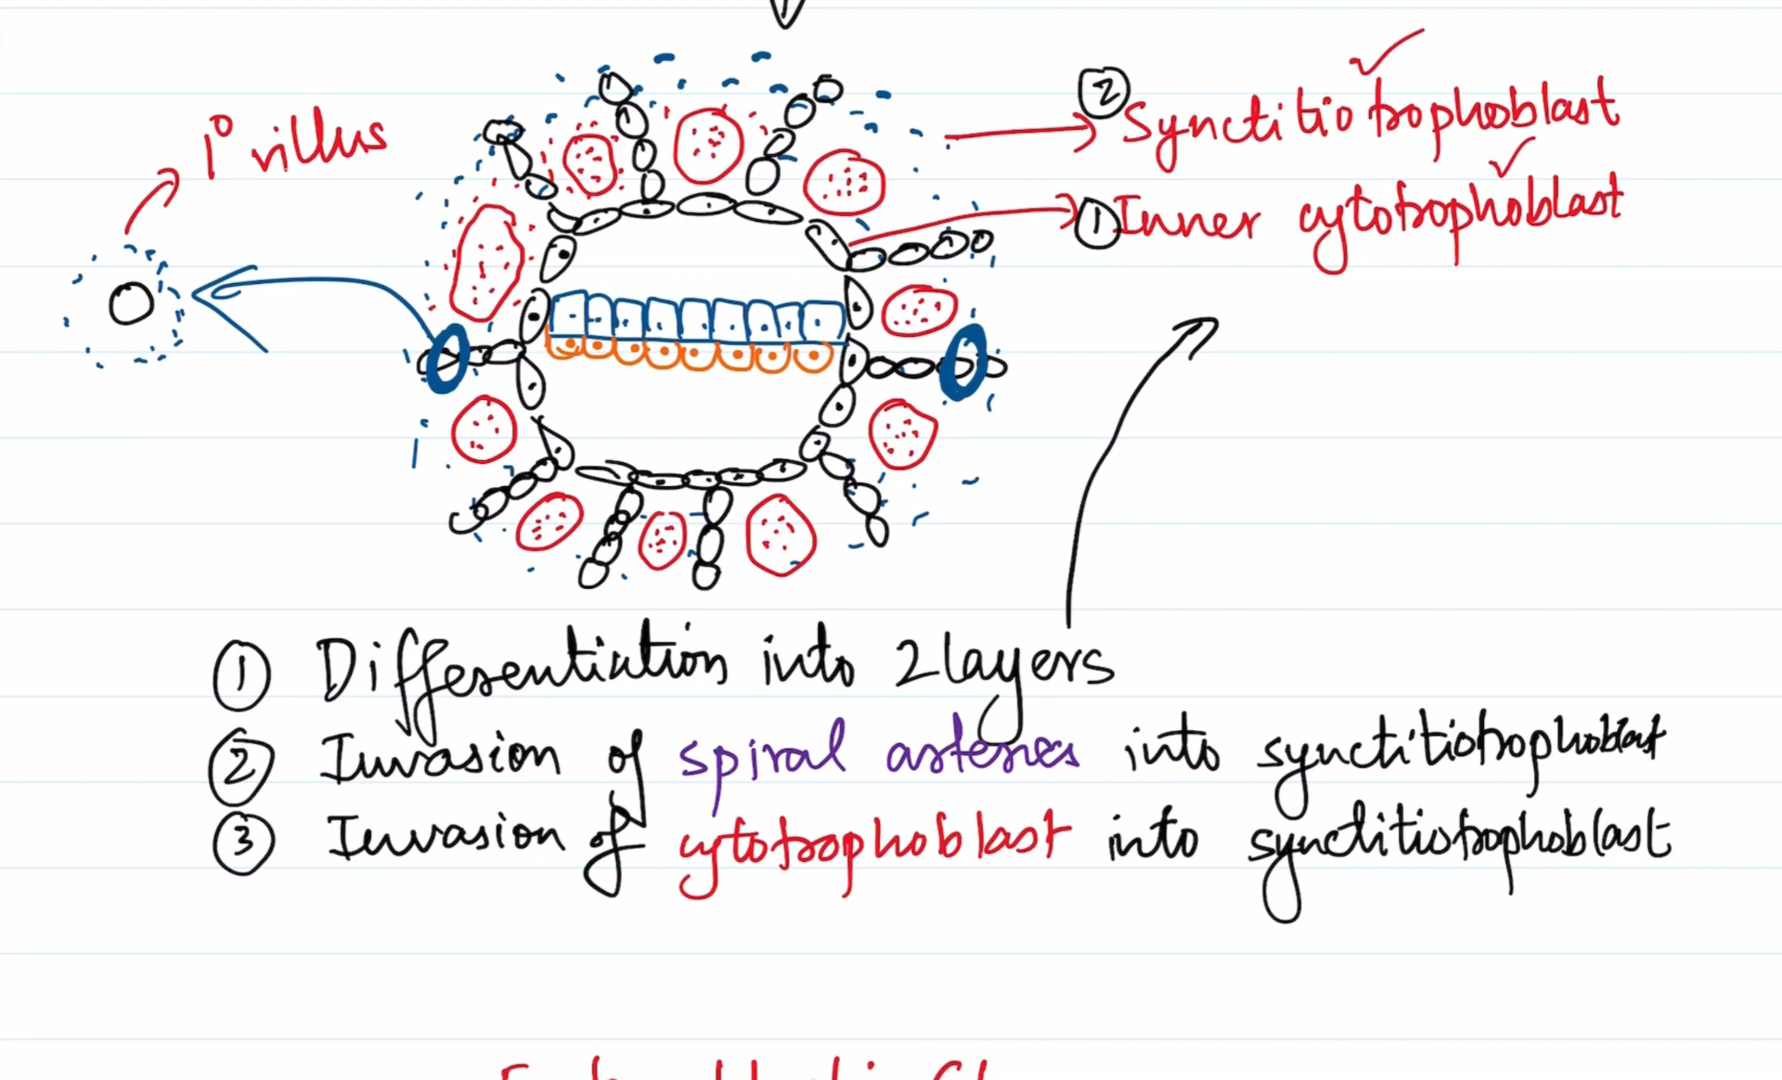 1° villus
② Synctitiotrophoblast
① Inner cytotrophoblast
① Differentiation into 2 layers
② Invasion of spiral arteries into synctitiotrophoblast
③ Invasion of cytotrophoblast into synctitiotrophoblast